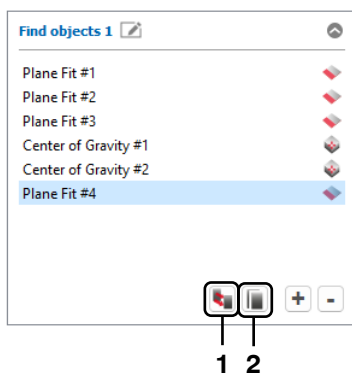 Find objects 1
Plane Fit #1
Plane Fit #2
Plane Fit #3
Center of Gravity #1
Center of Gravity #2
Plane Fit #4
+ -
1 2